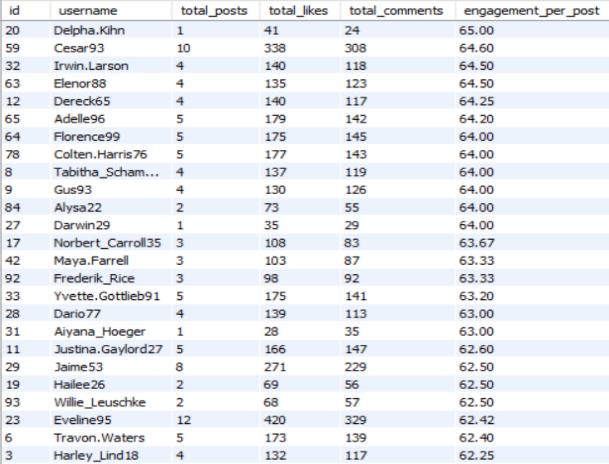 id username total_posts total_likes total_comments engagement_per_post
20 Delpha.Kihn 1 41 24 65.00
59 Cesar93 10 338 308 64.60
32 Irwin.Larson 4 140 118 64.50
63 Elenor88 4 135 123 64.50
12 Dereck65 4 140 117 64.25
65 Adelle96 5 179 142 64.20
64 Florence99 5 175 145 64.00
78 Colten.Harris76 5 177 143 64.00
8 Tabitha_Scham... 4 137 119 64.00
9 Gus93 4 130 126 64.00
84 Alysa22 2 73 55 64.00
27 Darwin29 1 35 29 64.00
17 Norbert_Carroll35 3 108 83 63.67
42 Maya.Farrell 3 103 87 63.33
92 Frederik_Rice 3 98 92 63.33
33 Yvette.Gottlieb91 5 175 141 63.20
28 Dario77 4 139 113 63.00
31 Aiyana_Hoeger 1 28 35 63.00
11 Justina.Gaylord27 5 166 147 62.60
29 Jaime53 8 271 229 62.50
19 Hailee26 2 69 56 62.50
93 Willie_Leuschke 2 68 57 62.50
23 Eveline95 12 420 329 62.42
6 Travon.Waters 5 173 139 62.40
3 Harley_Lind18 4 132 117 62.25